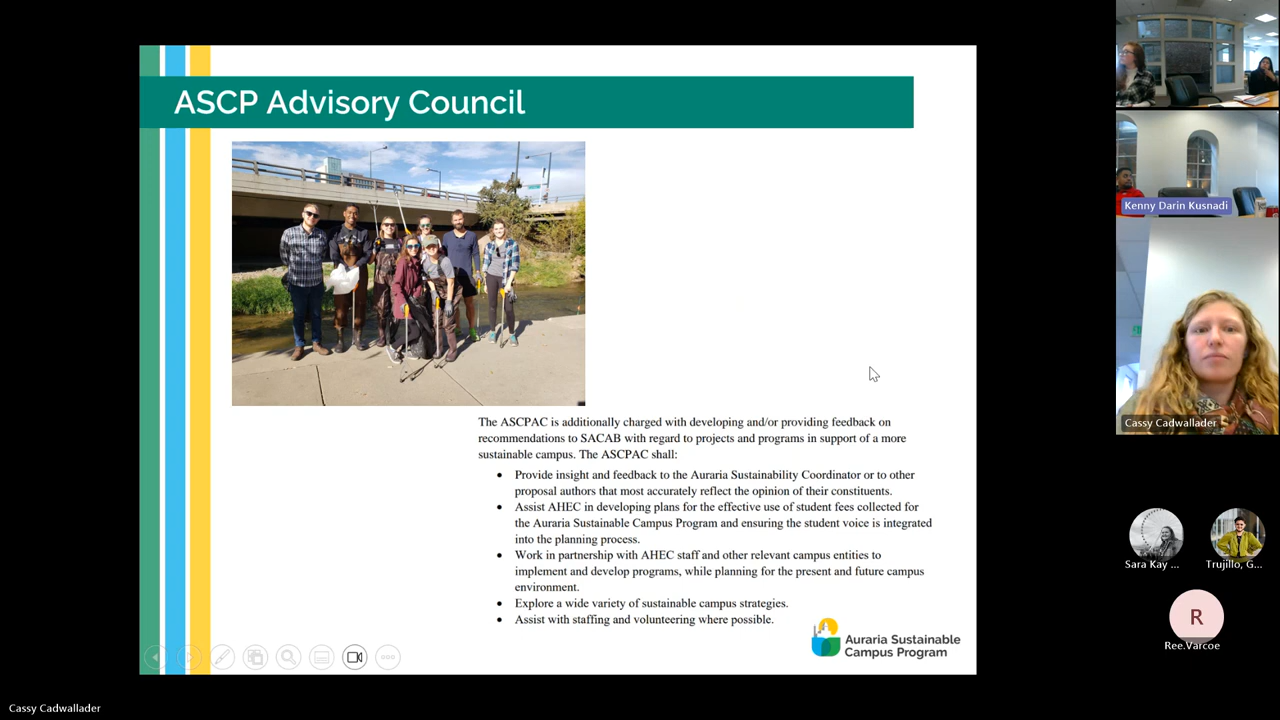 ASCP Advisory Council
The ASCPAC is additionally charged with developing and/or providing feedback on
recommendations to SACAB with regard to projects and programs in support of a more
sustainable campus. The ASCPAC shall:
• Provide insight and feedback to the Auraria Sustainability Coordinator or to other
proposal authors that most accurately reflect the opinion of their constituents.
• Assist AHEC in developing plans for the effective use of student fees collected for
the Auraria Sustainable Campus Program and ensuring the student voice is integrated
into the planning process.
• Work in partnership with AHEC staff and other relevant campus entities to
implement and develop programs, while planning for the present and future campus
environment.
• Explore a wide variety of sustainable campus strategies.
• Assist with staffing and volunteering where possible.
Auraria Sustainable
Campus Program
Kenny Darin Kusnadi
Cassy Cadwallader
Sara Kay ...
Trujillo, G...
R
Ree.Varcoe
Cassy Cadwallader